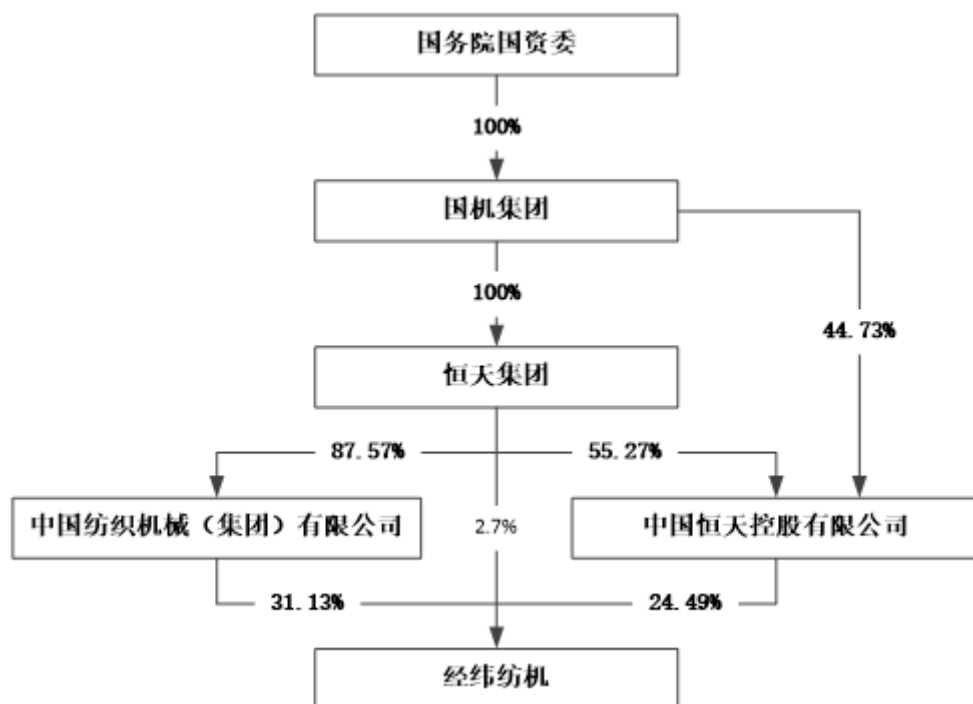 国务院国资委
100%
国机集团
100%
44.73%
恒天集团
87.57%
55.27%
中国纺织机械（集团）有限公司
2.7%
中国恒天控股有限公司
31.13%
24.49%
经纬纺机